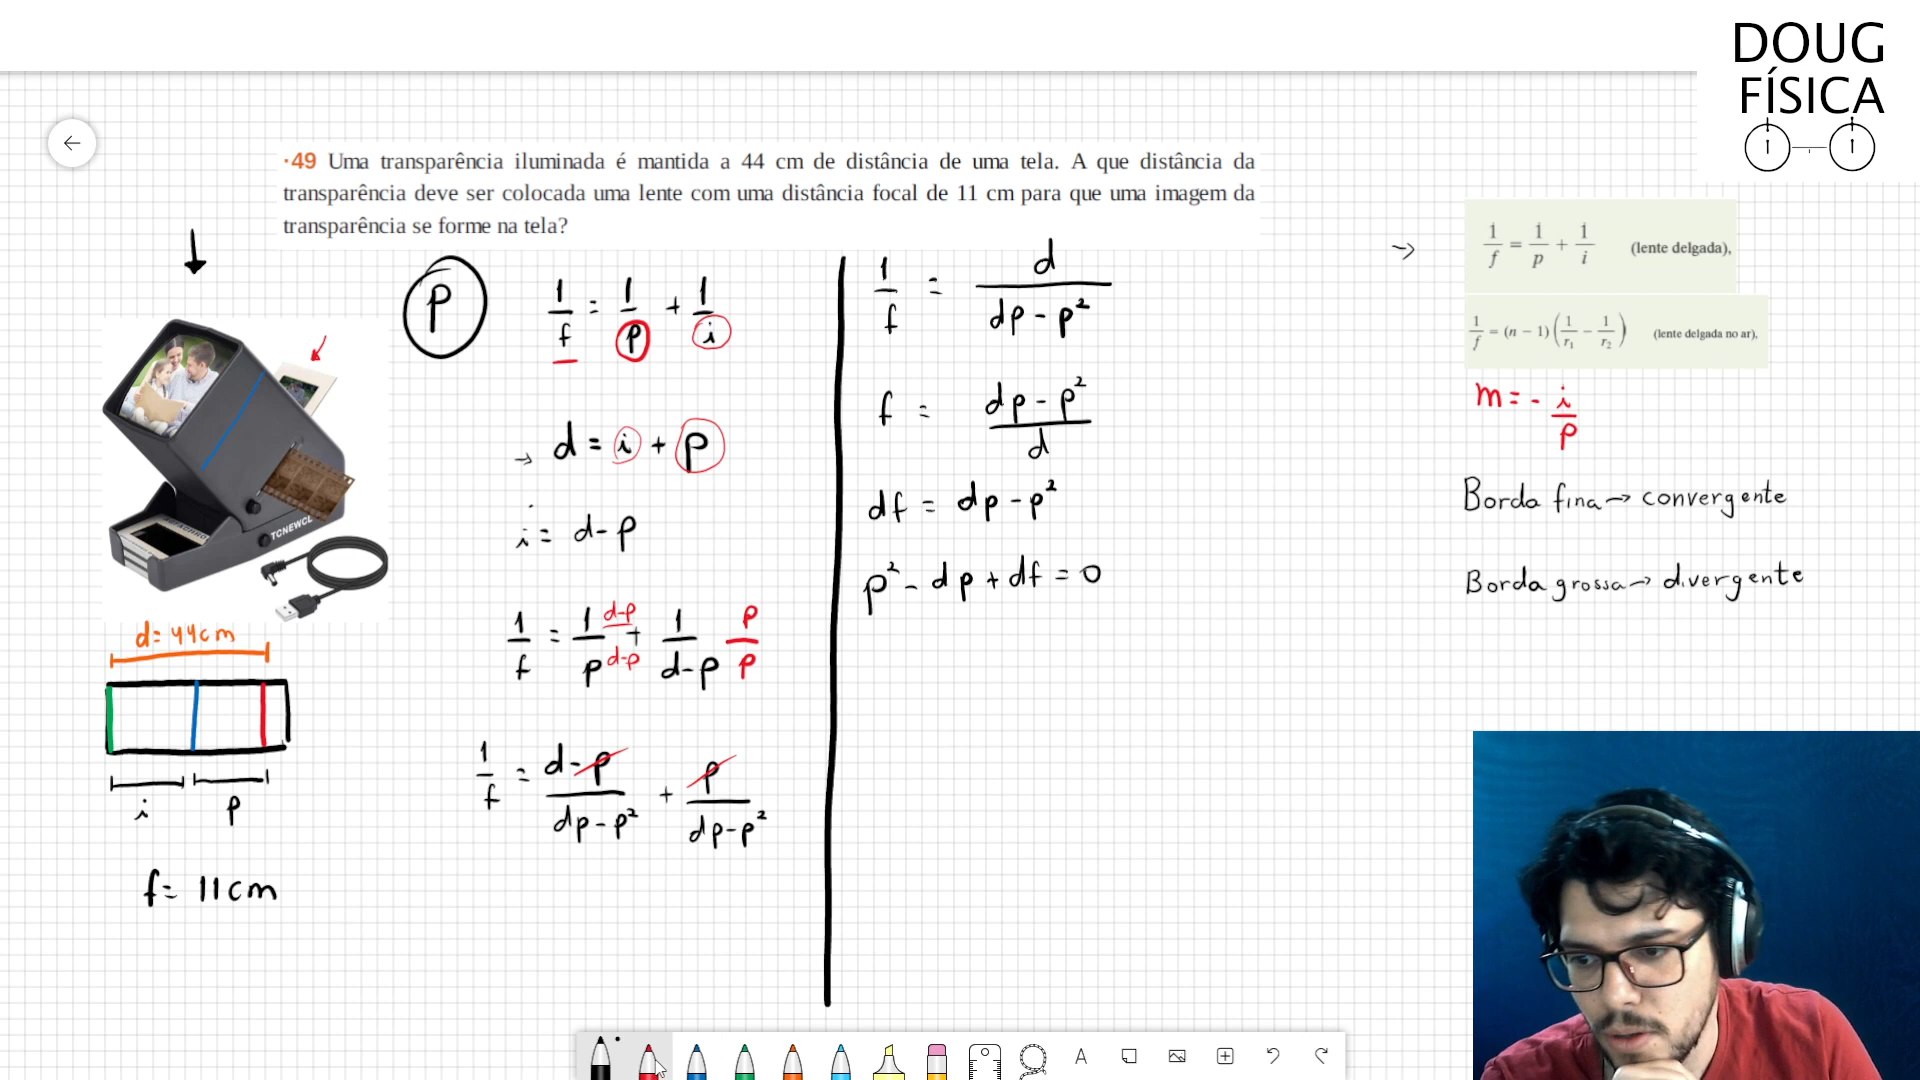 DOUG
FÍSICA
·49 Uma transparência iluminada é mantida a 44 cm de distância de uma tela. A que distância da
transparência deve ser colocada uma lente com uma distância focal de 11 cm para que uma imagem da
transparência se forme na tela?
TCNEWCL
d = 44cm
i
p
f = 11cm
P
1/f = 1/p + 1/i
→ d = i + p
i = d - p
1/f = 1/p d-p/d-p + 1/d-p p/p
1/f = d-p/dp-p² + p/dp-p²
1/f = d/dp-p²
f = dp-p²/d
df = dp-p²
p² - dp + df = 0
→ 1/f = 1/p + 1/i (lente delgada),
1/f = (n − 1)(1/r₁ − 1/r₂) (lente delgada no ar),
m = - i/p
Borda fina → convergente
Borda grossa → divergente
A